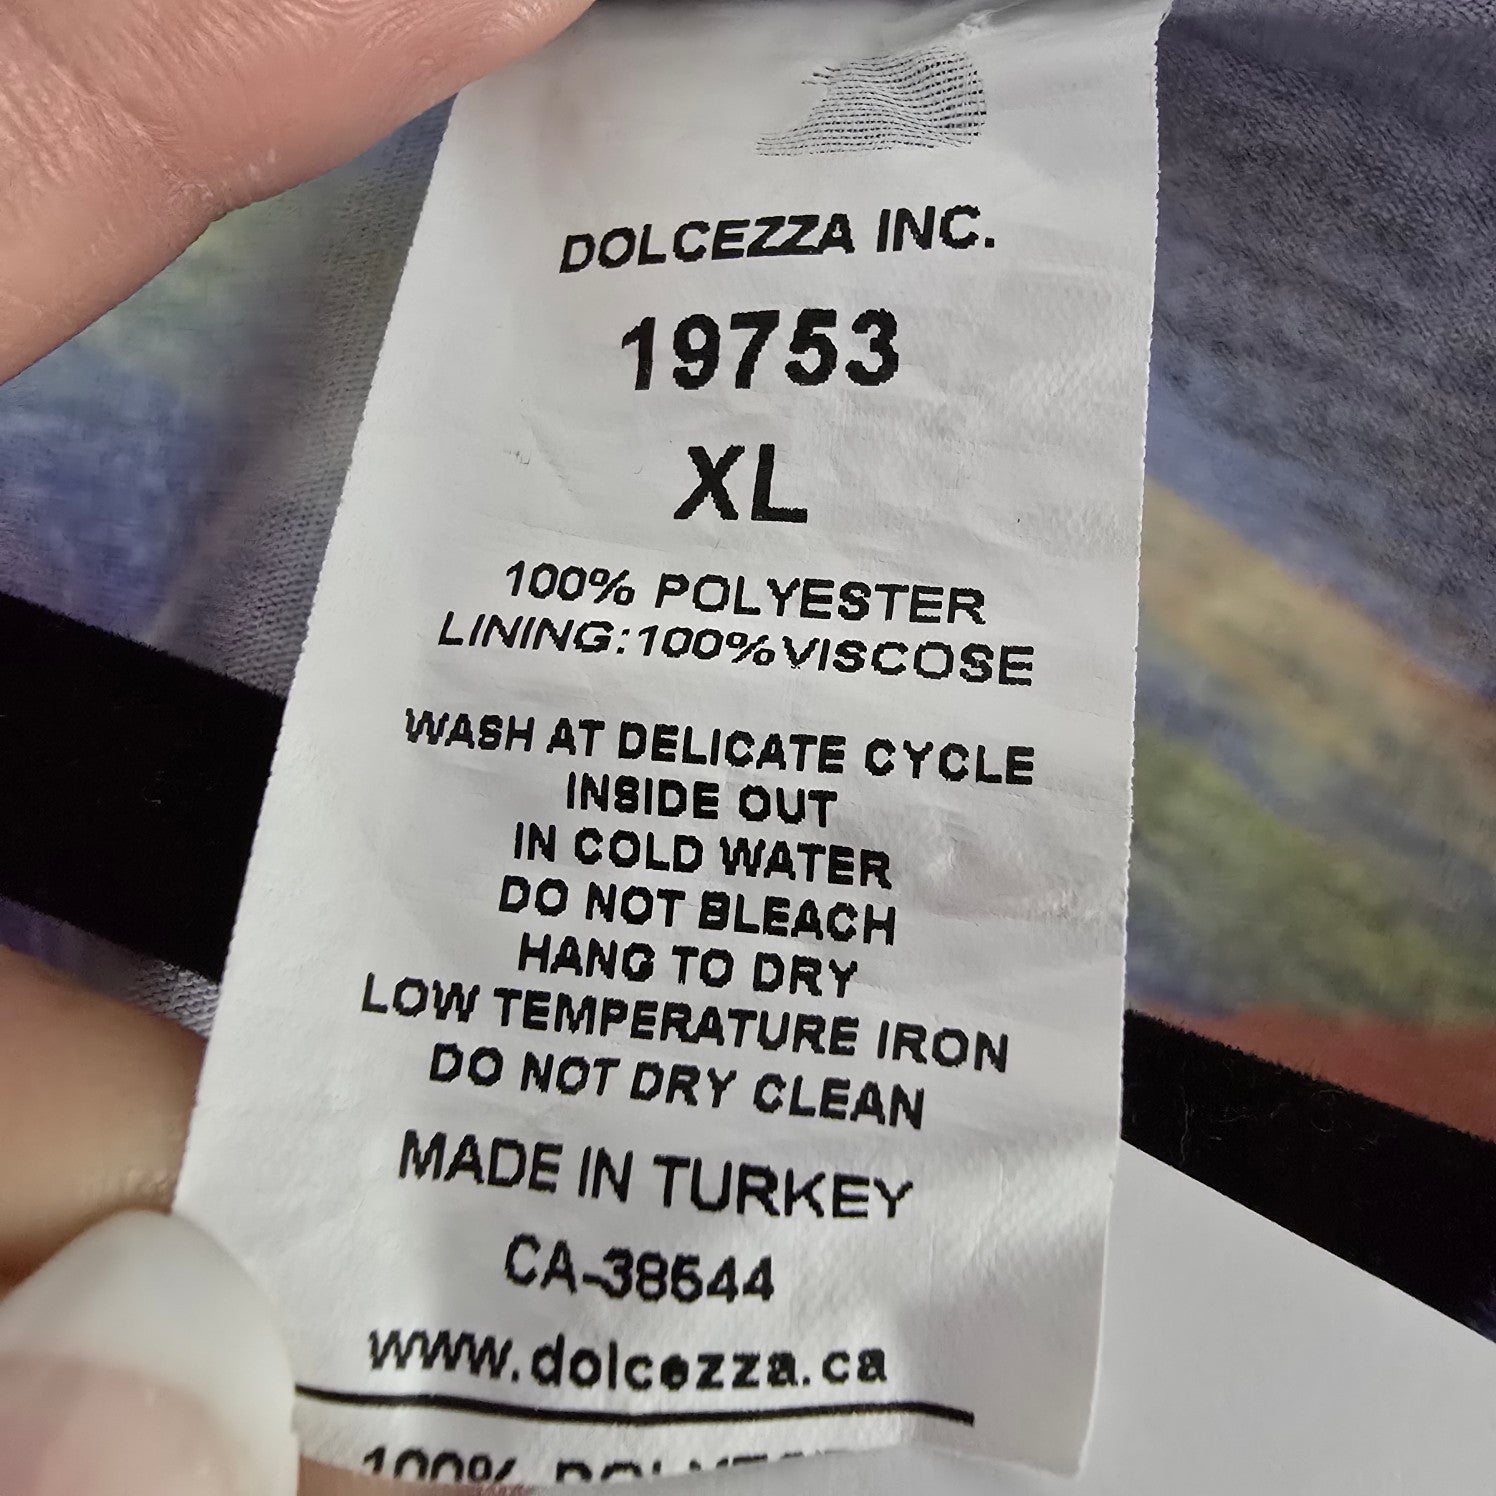 DOLCEZZA INC.
19753
XL
100% POLYESTER
LINING:100%VISCOSE
WASH AT DELICATE CYCLE
INSIDE OUT
IN COLD WATER
DO NOT BLEACH
HANG TO DRY
LOW TEMPERATURE IRON
DO NOT DRY CLEAN
MADE IN TURKEY
CA-38544
www.dolcezza.ca
100%